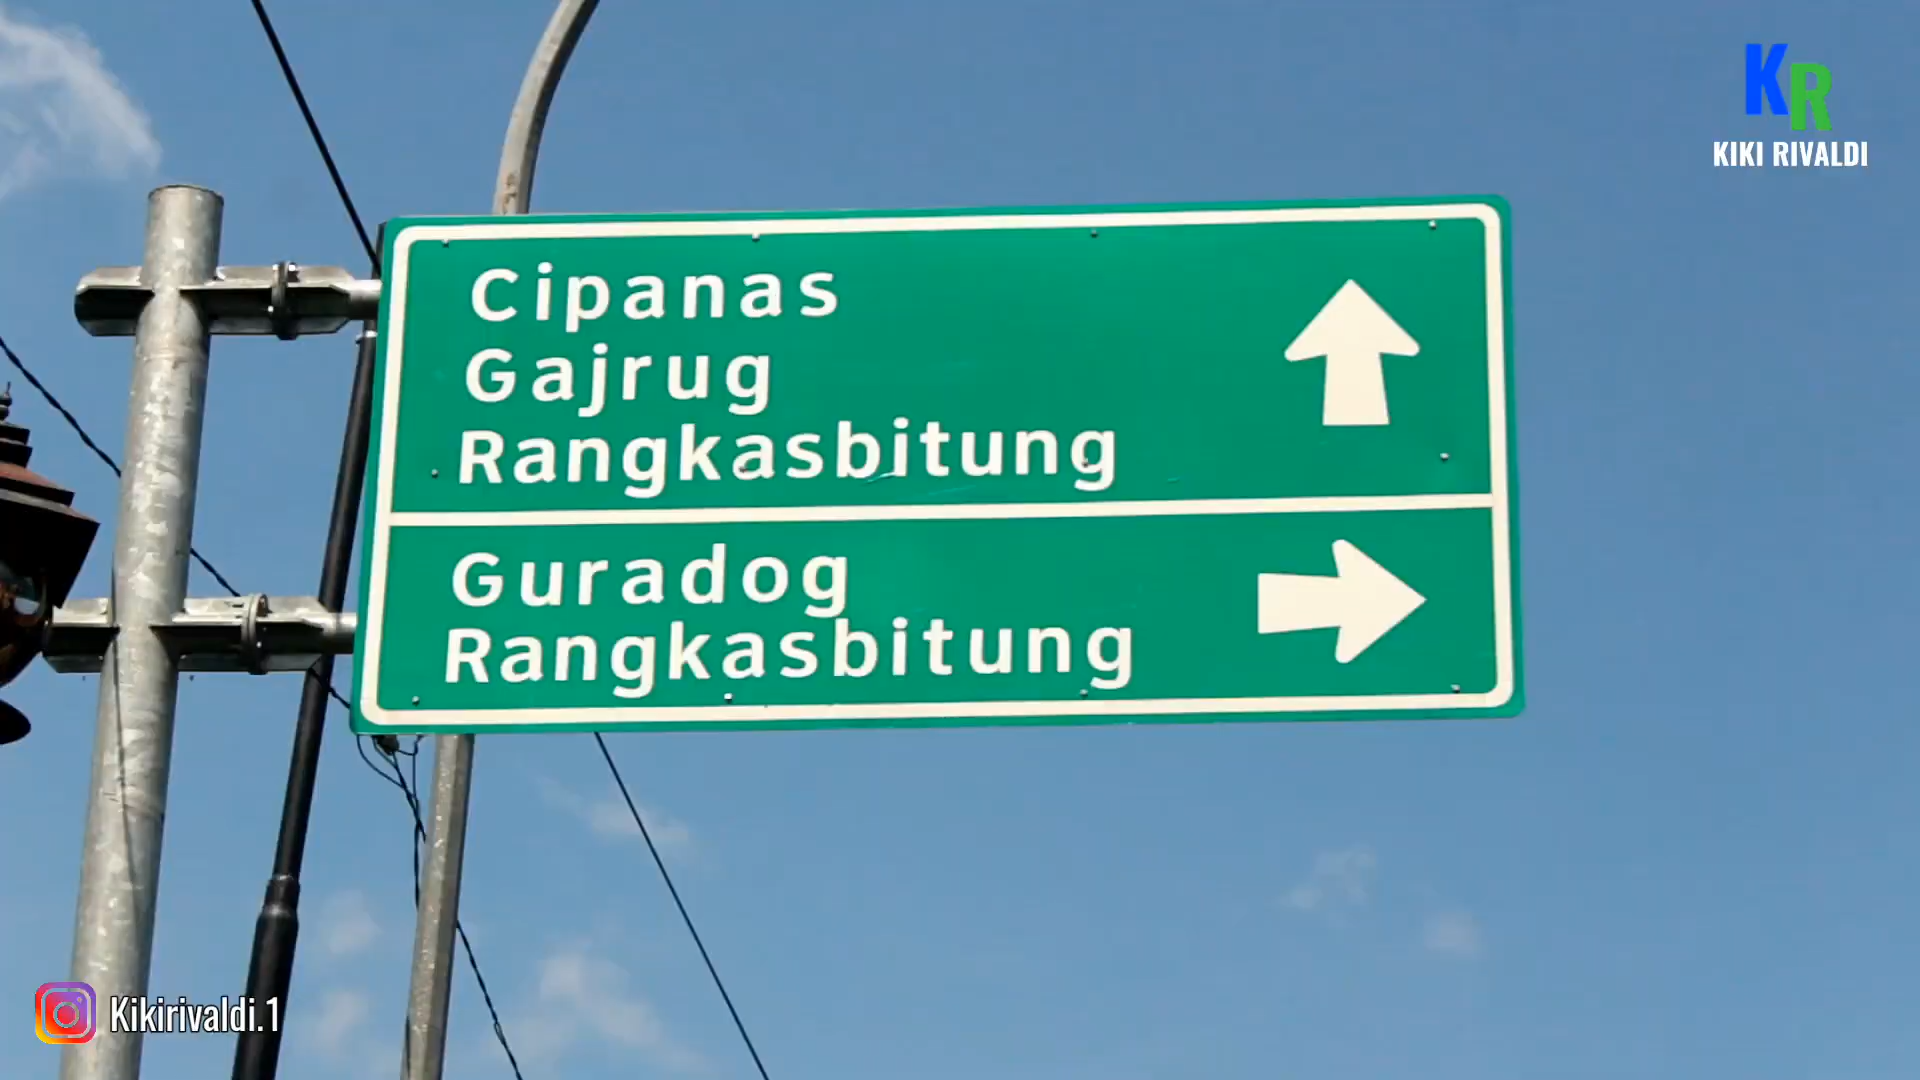 KR
KIKI RIVALDI
Cipanas
Gajrug
Rangkasbitung
Guradog
Rangkasbitung
Kikirivaldi.1